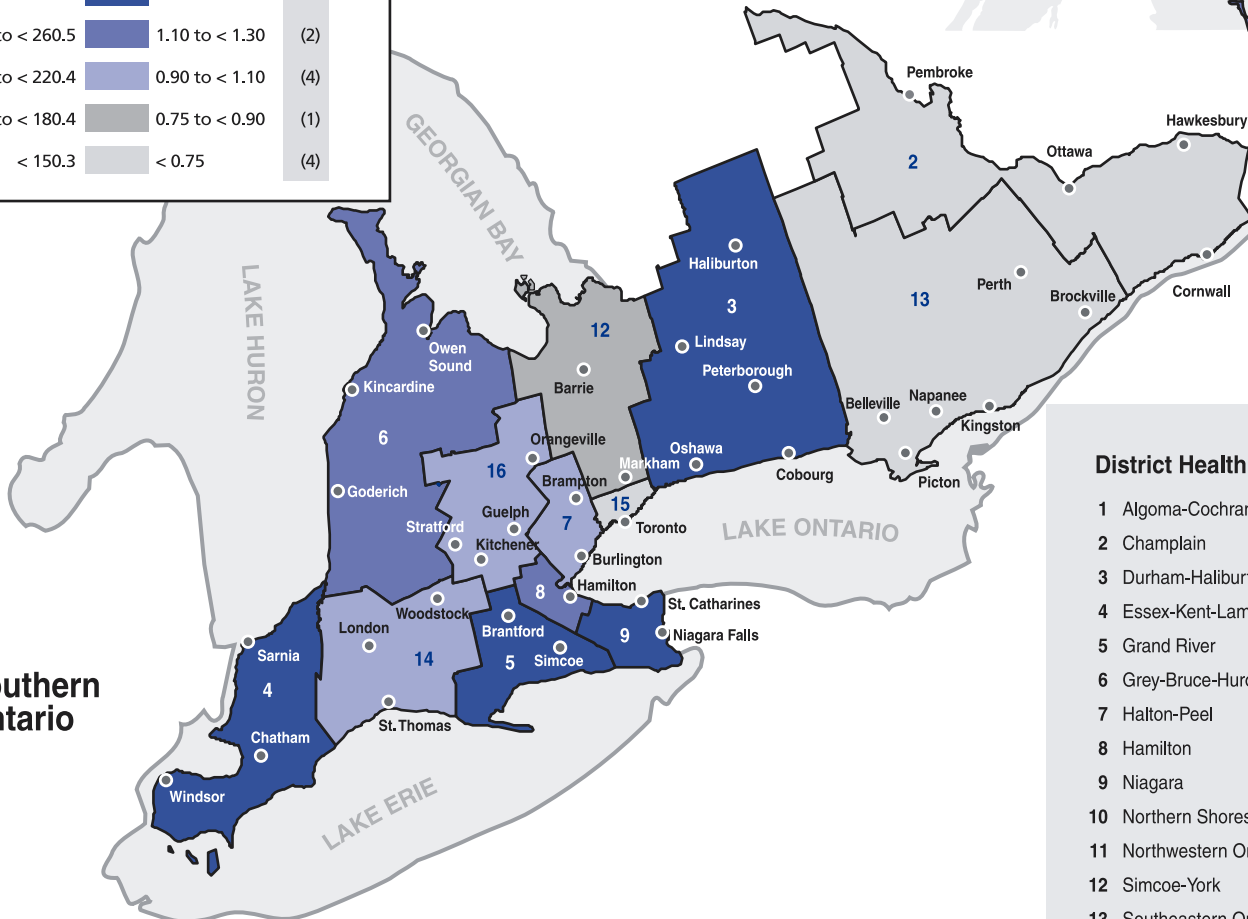 to < 260.5 1.10 to < 1.30 (2)
to < 220.4 0.90 to < 1.10 (4)
to < 180.4 0.75 to < 0.90 (1)
< 150.3 < 0.75 (4)
Pembroke
Hawkesbury
Ottawa
2
GEORGIAN BAY
Haliburton
LAKE HURON
Perth
Brockville
Cornwall
3
13
12
Owen
Sound
Lindsay
Barrie
Peterborough
Kincardine
Belleville
Napanee
Kingston
6
Orangeville
Oshawa
Markham
Cobourg
Picton
16
Brampton
Goderich
15
Guelph
7
Toronto
LAKE ONTARIO
Stratford
Kitchener
Burlington
8
Hamilton
St. Catharines
Woodstock
London
Brantford
9
Niagara Falls
Sarnia
14
5
Simcoe
4
St. Thomas
Chatham
Windsor
LAKE ERIE
District Health
1 Algoma-Cochra
2 Champlain
3 Durham-Halibur
4 Essex-Kent-Lam
5 Grand River
6 Grey-Bruce-Huro
7 Halton-Peel
8 Hamilton
9 Niagara
10 Northern Shores
11 Northwestern On
12 Simcoe-York
13 Southeastern On